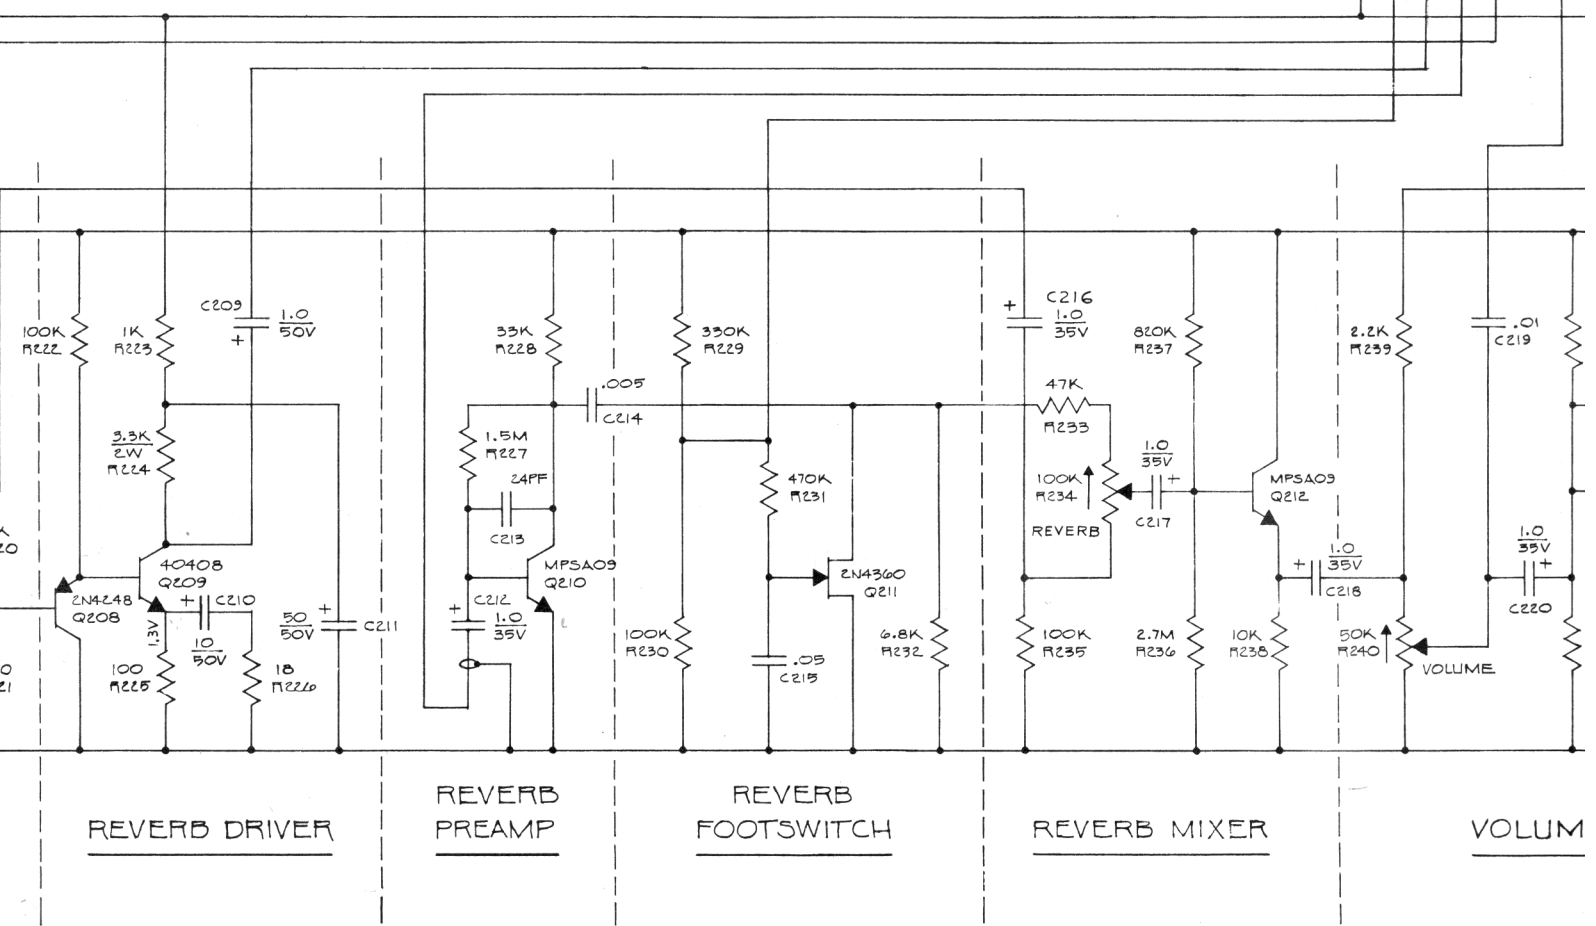 C209
1.0
50V
+
100K
R222
1K
R223
3.3K
2W
R224
40408
Q209
2N4248
Q208
+
C210
10
50V
1.3V
100
R225
18
R226
50
50V
+
C211
20
21
33K
R228
.005
C214
1.5M
R227
24PF
C213
MPSA09
Q210
C212
+
1.0
35V
330K
R229
470K
R231
2N4360
Q211
100K
R230
.05
C215
6.8K
R232
+
C216
1.0
35V
47K
R233
100K
R234
REVERB
1.0
35V
+
C217
820K
R237
MPSA09
Q212
+
1.0
35V
C218
100K
R235
2.7M
R236
10K
R238
2.2K
R239
.01
C219
1.0
35V
+
C220
50K
R240
VOLUME
REVERB DRIVER
REVERB
PREAMP
REVERB
FOOTSWITCH
REVERB MIXER
VOLUM